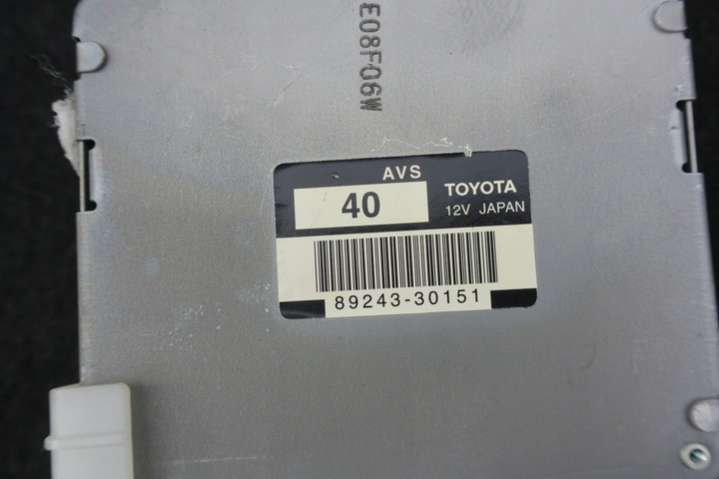 E08F06W
AVS
40
TOYOTA
12V JAPAN
89243-30151